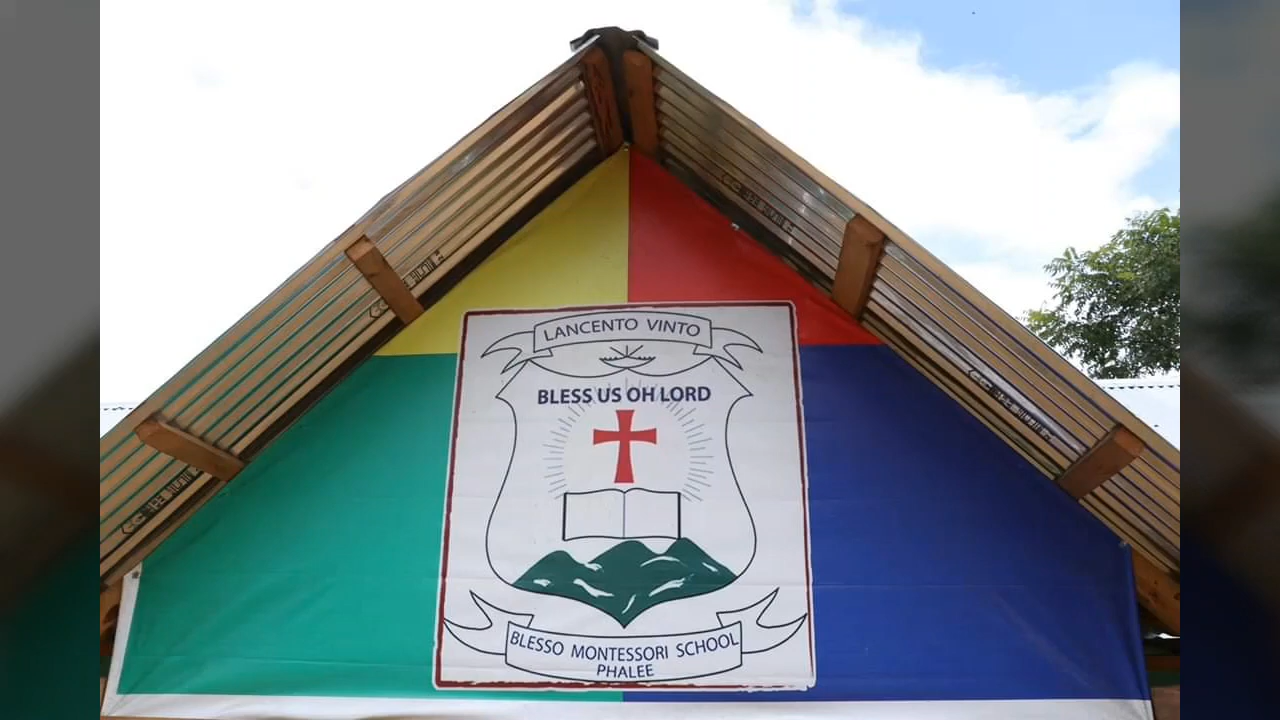 LANCENTO VINTO
BLESS US OH LORD
BLESSO MONTESSORI SCHOOL
PHALEE